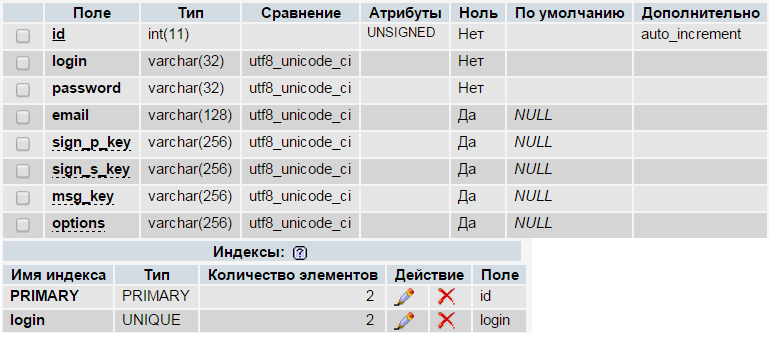 Поле Тип Сравнение Атрибуты Ноль По умолчанию Дополнительно
id int(11) UNSIGNED Нет auto_increment
login varchar(32) utf8_unicode_ci Нет
password varchar(32) utf8_unicode_ci Нет
email varchar(128) utf8_unicode_ci Да NULL
sign_p_key varchar(256) utf8_unicode_ci Да NULL
sign_s_key varchar(256) utf8_unicode_ci Да NULL
msg_key varchar(256) utf8_unicode_ci Да NULL
options varchar(256) utf8_unicode_ci Да NULL
Индексы: ?
Имя индекса Тип Количество элементов Действие Поле
PRIMARY PRIMARY 2 id
login UNIQUE 2 login